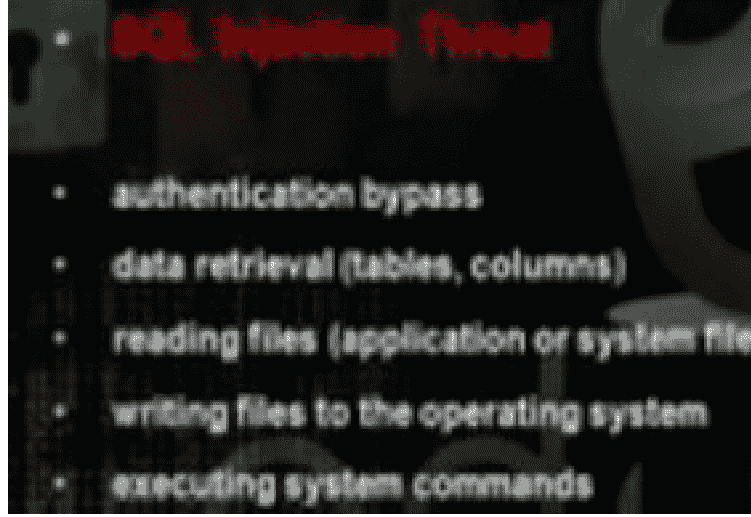 SQL Injection Threat
authentication bypass
data retrieval (tables, columns)
reading files (application or system file
writing files to the operating system
executing system commands